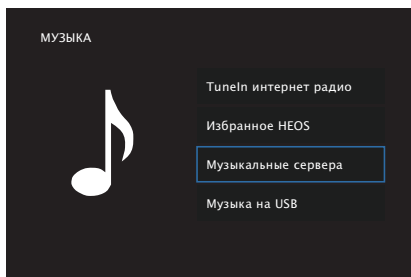 МУЗЫКА
TuneIn интернет радио
Избранное HEOS
Музыкальные сервера
Музыка на USB